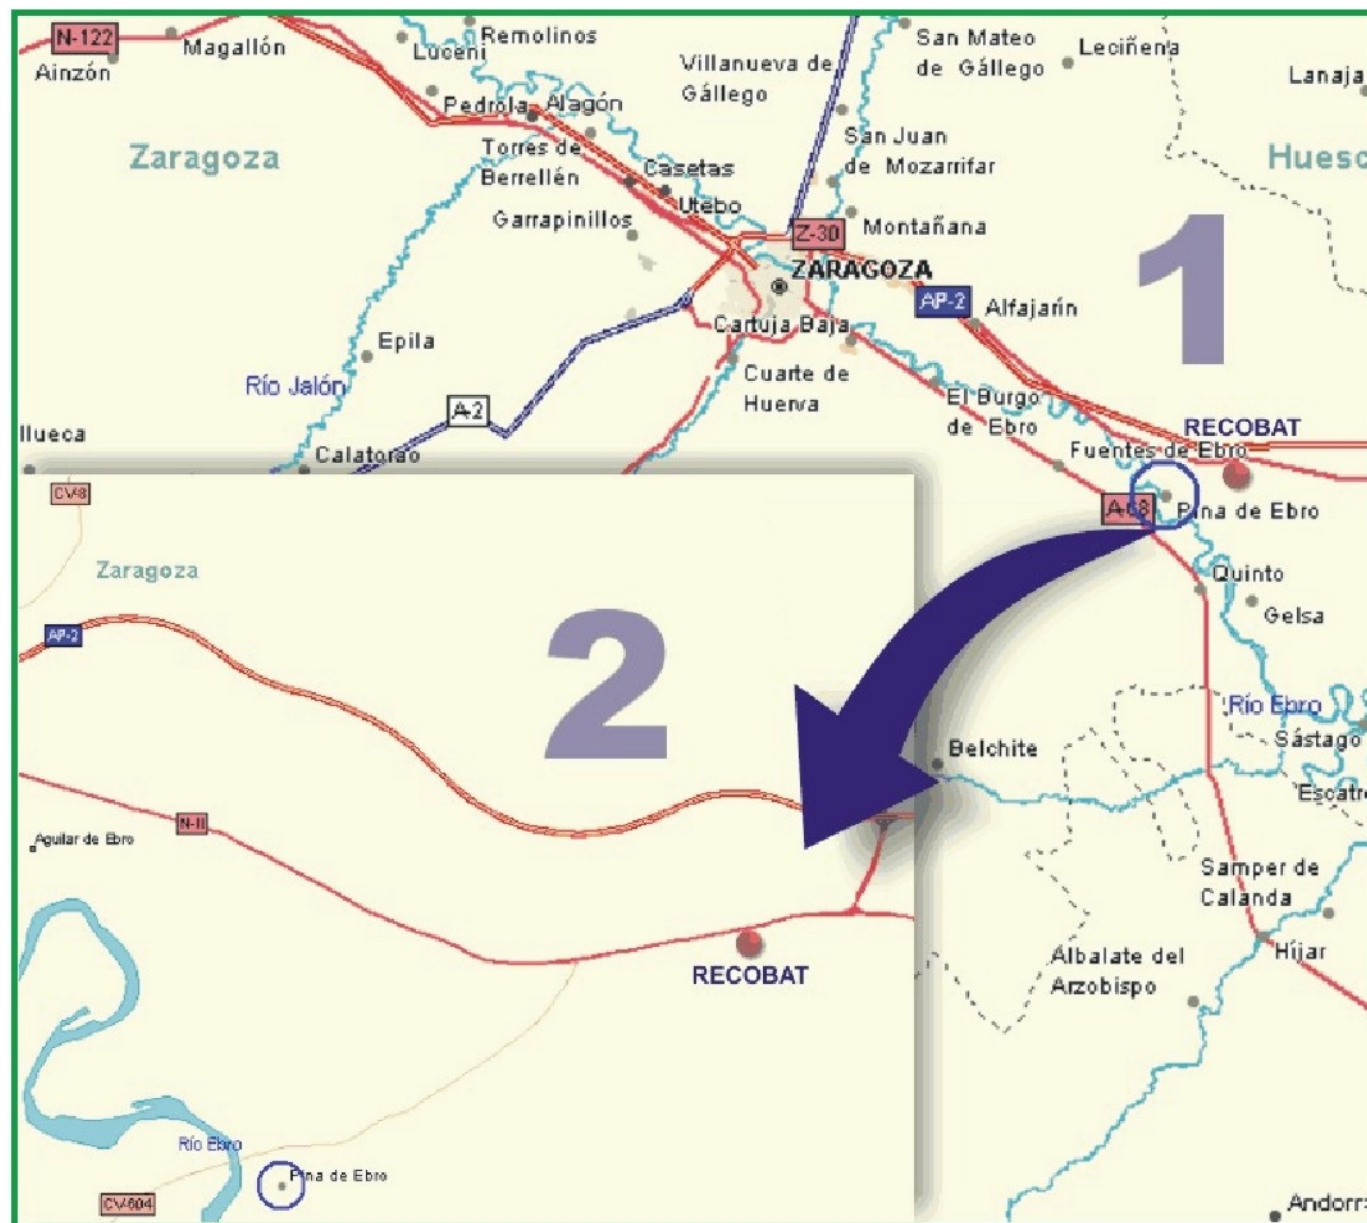 N-122
Magallón
Ainzón
Luceni
Remolinos
Pedrola
Alagón
Zaragoza
Torres de
Berrellén
Casetas
Utebo
Garrapinillos
Villanueva de
Gállego
San Mateo
de Gállego
Leciñena
Lanaja
San Juan
de Mozarrifar
Huesc
Z-30
Montañana
ZARAGOZA
1
AP-2
Alfajarín
Cartuja Baja
Epila
Río Jalón
Cuarte de
Huerva
A-2
El Burgo
de Ebro
RECOBAT
llueca
Calatorao
Fuentes de Ebro
A-68
Pina de Ebro
Quinto
Gelsa
Río Ebro
Sástago
Belchite
Escatr
Samper de
Calanda
Albalate del
Arzobispo
Híjar
Andorr
CV-8
Zaragoza
AP-2
2
N-II
Aguilar de Ebro
RECOBAT
Río Ebro
Pina de Ebro
CV-604